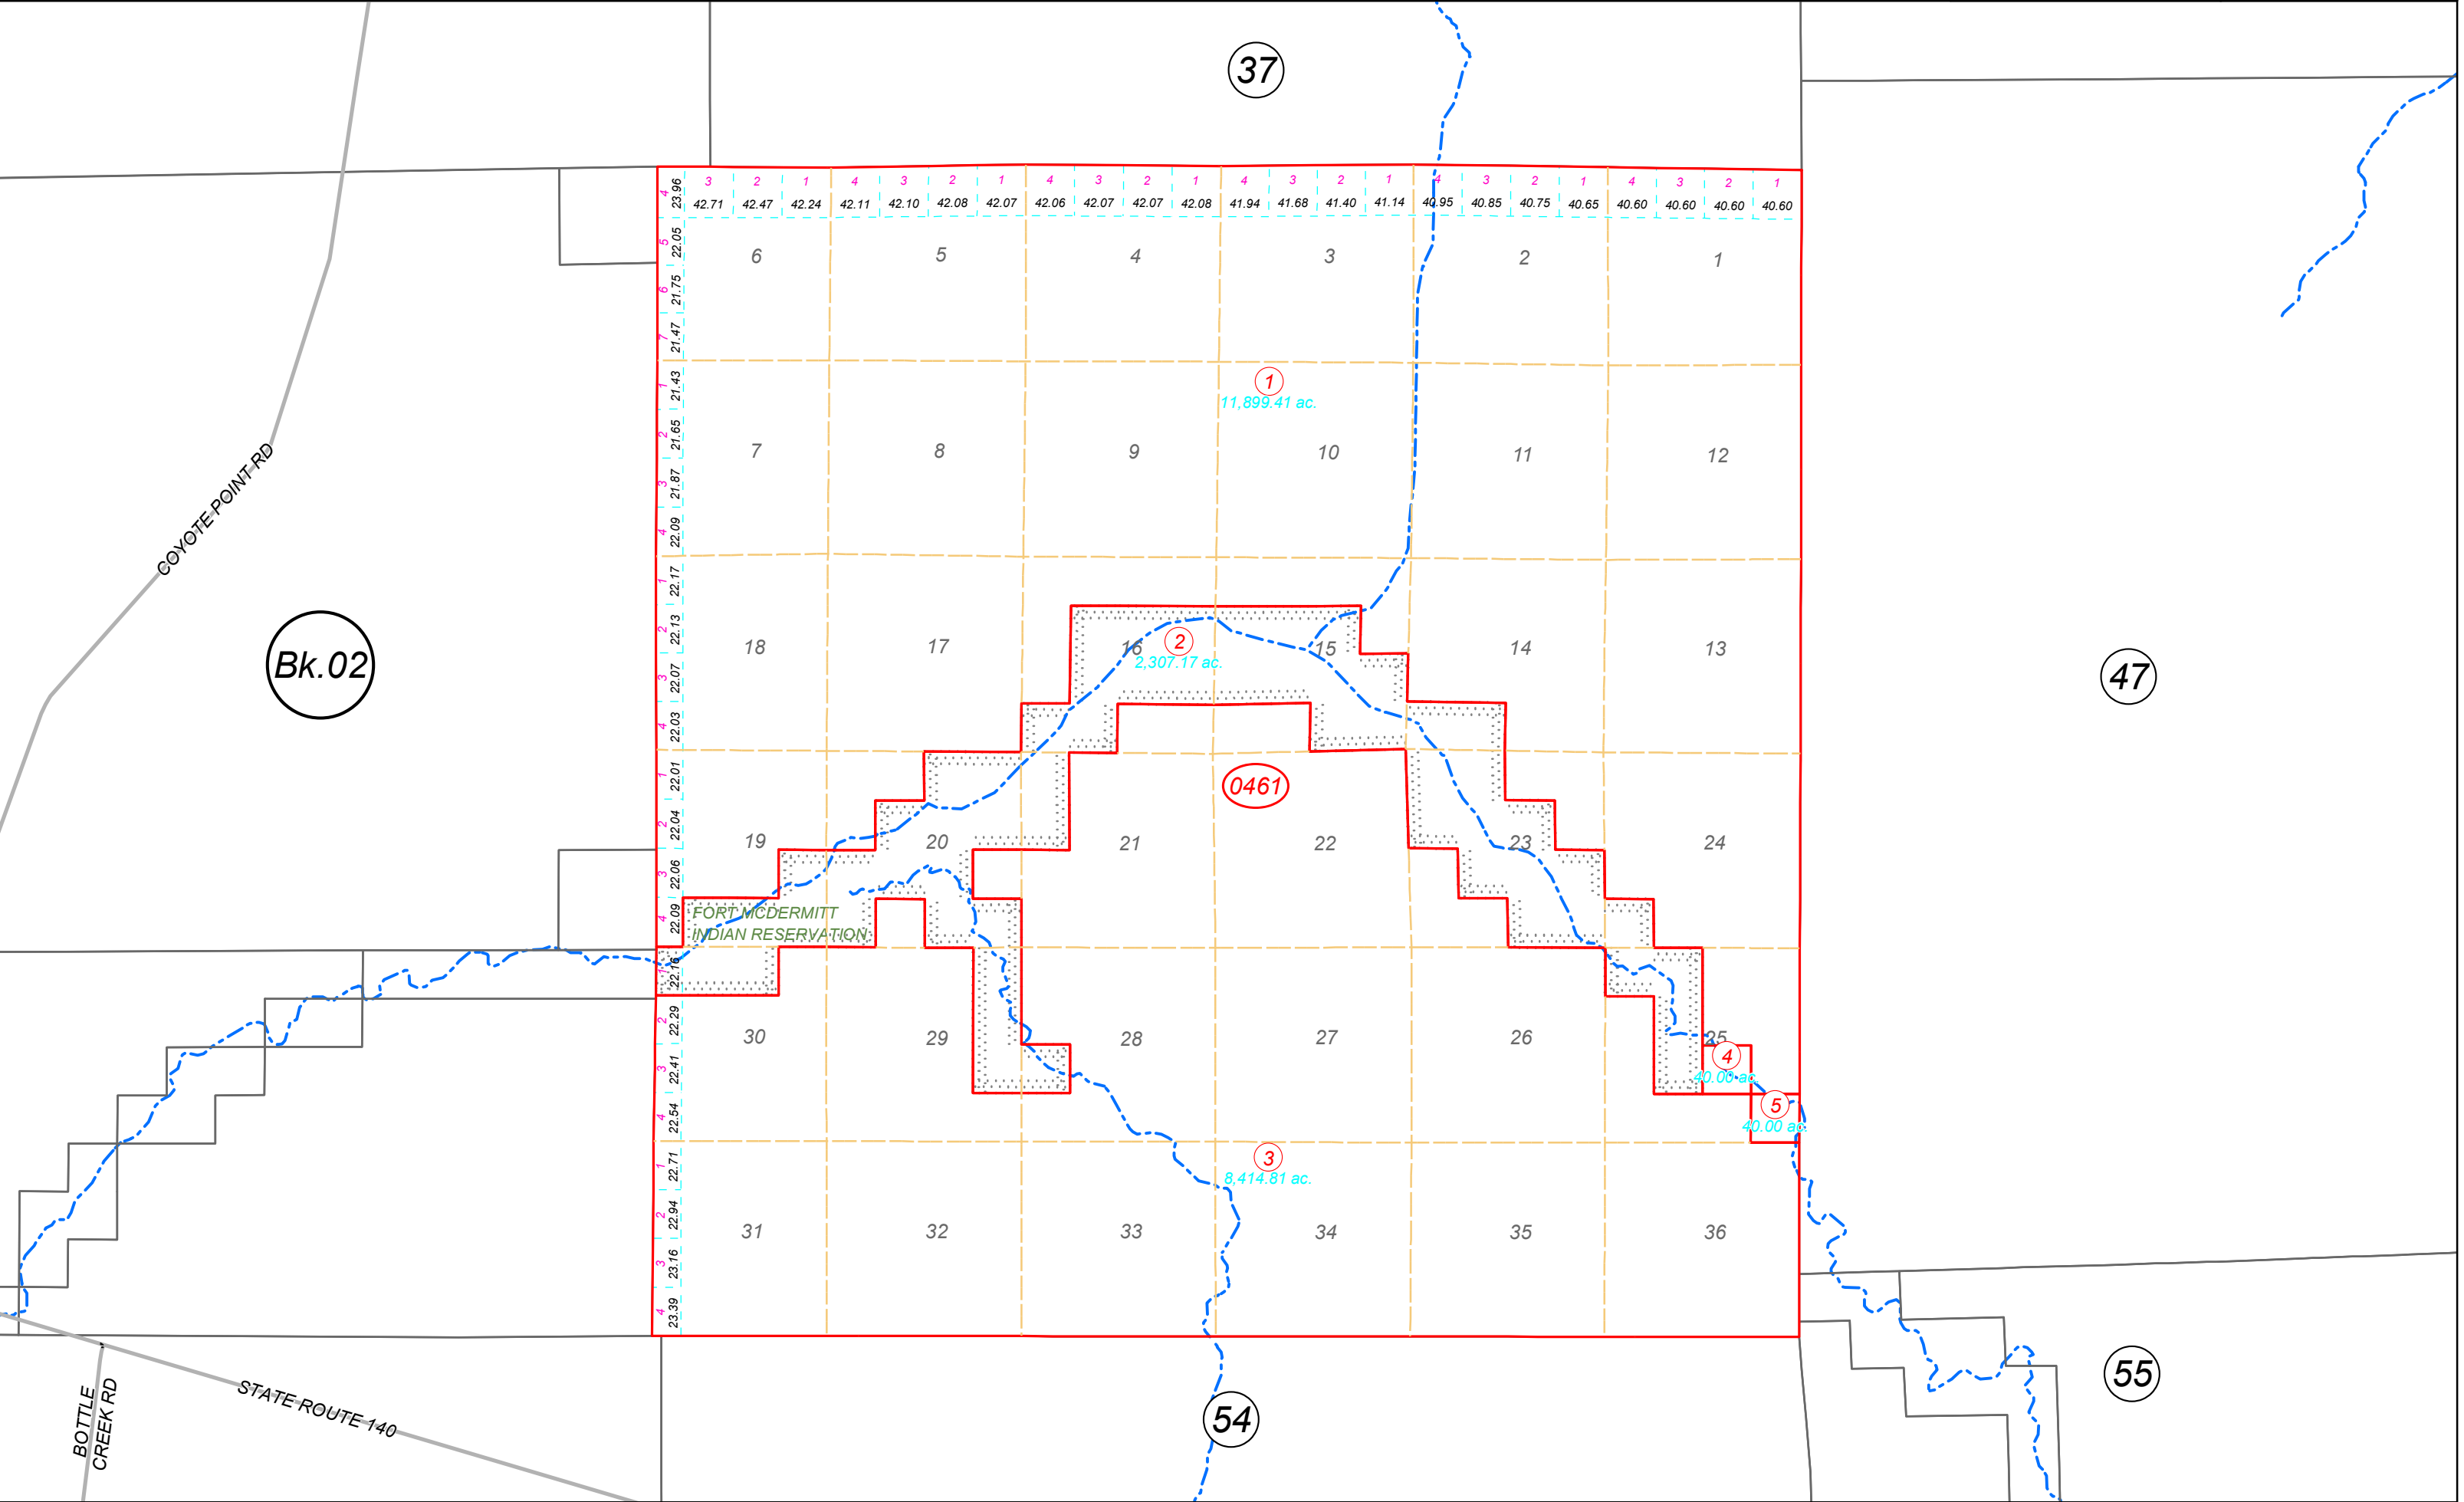 37
4 3 2 1 4 3 2 1 4 3 2 1 4 3 2 1 4 3 2 1 4 3 2 1
23.96 42.71 42.47 42.24 42.11 42.10 42.08 42.07 42.06 42.07 42.07 42.08 41.94 41.68 41.40 41.14 40.95 40.85 40.75 40.65 40.60 40.60 40.60 40.60
5 22.05
6 5 4 3 2 1
6 21.75
7 21.47
1 21.43
1
11,899.41 ac.
2 21.65
7 8 9 10 11 12
3 21.87
4 22.09
COYOTE POINT RD
1 22.17
2 22.13
Bk.02
18 17 16 15 14 13
2
2,307.17 ac.
47
3 22.07
4 22.03
1 22.01
0461
2 22.04
19 20 21 22 23 24
3 22.06
4 22.09
FORT MCDERMITT
INDIAN RESERVATION
1 22.16
2 22.29
30 29 28 27 26 25
3 22.41
4
40.00 ac.
4 22.54
5
40.00 ac.
1 22.71
3
8,414.81 ac.
2 22.94
31 32 33 34 35 36
3 23.16
4 23.39
STATE ROUTE 140
BOTTLE
CREEK RD
54
55